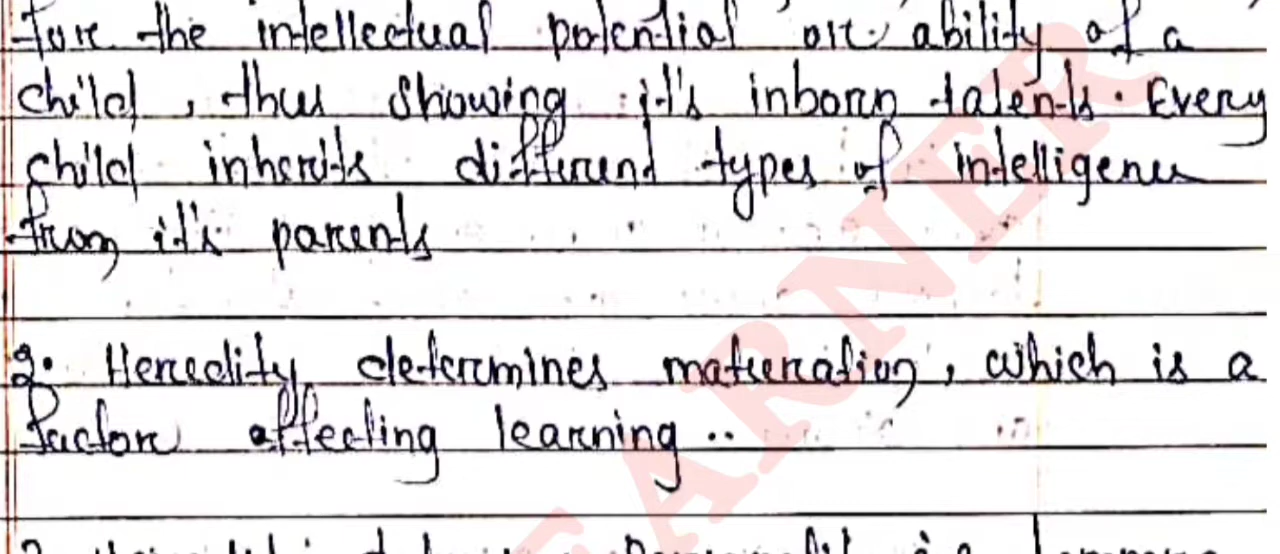 for the intellectual potential or ability of a
child, thus showing it's inborn talents. Every
child inherits different types of intelligence
from it's parents
2. Heredity determines maturation, which is a
factor affecting learning..
EARNER